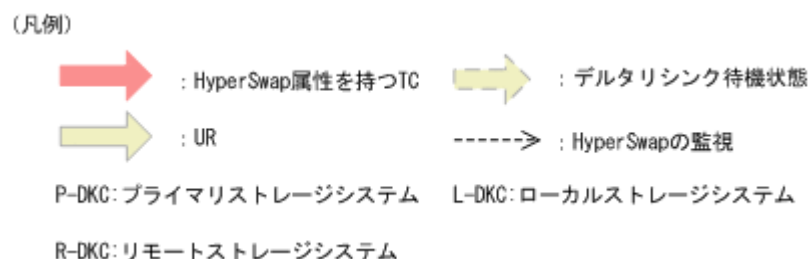 (凡例)
：HyperSwap属性を持つTC ：デルタリシンク待機状態
：UR ：HyperSwapの監視
P-DKC：プライマリストレージシステム L-DKC：ローカルストレージシステム
R-DKC：リモートストレージシステム